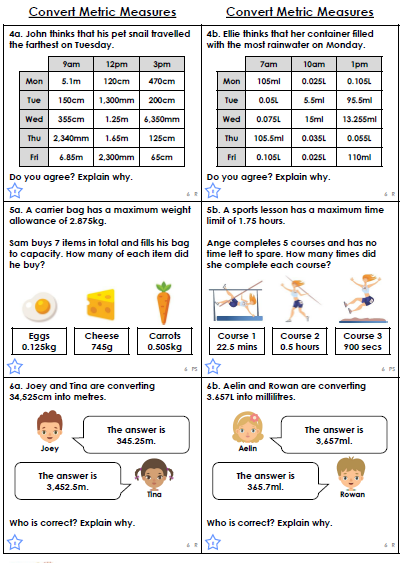 Convert Metric Measures
4a. John thinks that his pet snail travelled
the farthest on Tuesday.
9am 12pm 3pm
Mon 5.1m 120cm 470cm
Tue 150cm 1,300mm 200cm
Wed 355cm 1.25m 6,350mm
Thu 2,340mm 1.65m 125cm
Fri 6.85m 2,300mm 65cm
Do you agree? Explain why.
6 R
5a. A carrier bag has a maximum weight
allowance of 2.875kg.
Sam buys 7 items in total and fills his bag
to capacity. How many of each item did
he buy?
Eggs Cheese Carrots
0.125kg 745g 0.505kg
6 PS
6a. Joey and Tina are converting
34,525cm into metres.
The answer is
345.25m.
Joey
The answer is
3,452.5m.
Tina
Who is correct? Explain why.
6 R
Convert Metric Measures
4b. Ellie thinks that her container filled
with the most rainwater on Monday.
7am 10am 1pm
Mon 105ml 0.025L 0.105L
Tue 0.05L 5.5ml 95.5ml
Wed 0.075L 15ml 13.255ml
Thu 105.5ml 0.035L 0.055L
Fri 0.105L 0.025L 110ml
Do you agree? Explain why.
6 R
5b. A sports lesson has a maximum time
limit of 1.75 hours.
Ange completes 5 courses and has no
time left to spare. How many times did
she complete each course?
Course 1 Course 2 Course 3
22.5 mins 0.5 hours 900 secs
6 PS
6b. Aelin and Rowan are converting
3.657L into millilitres.
The answer is
3,657ml.
Aelin
The answer is
365.7ml.
Rowan
Who is correct? Explain why.
6 R